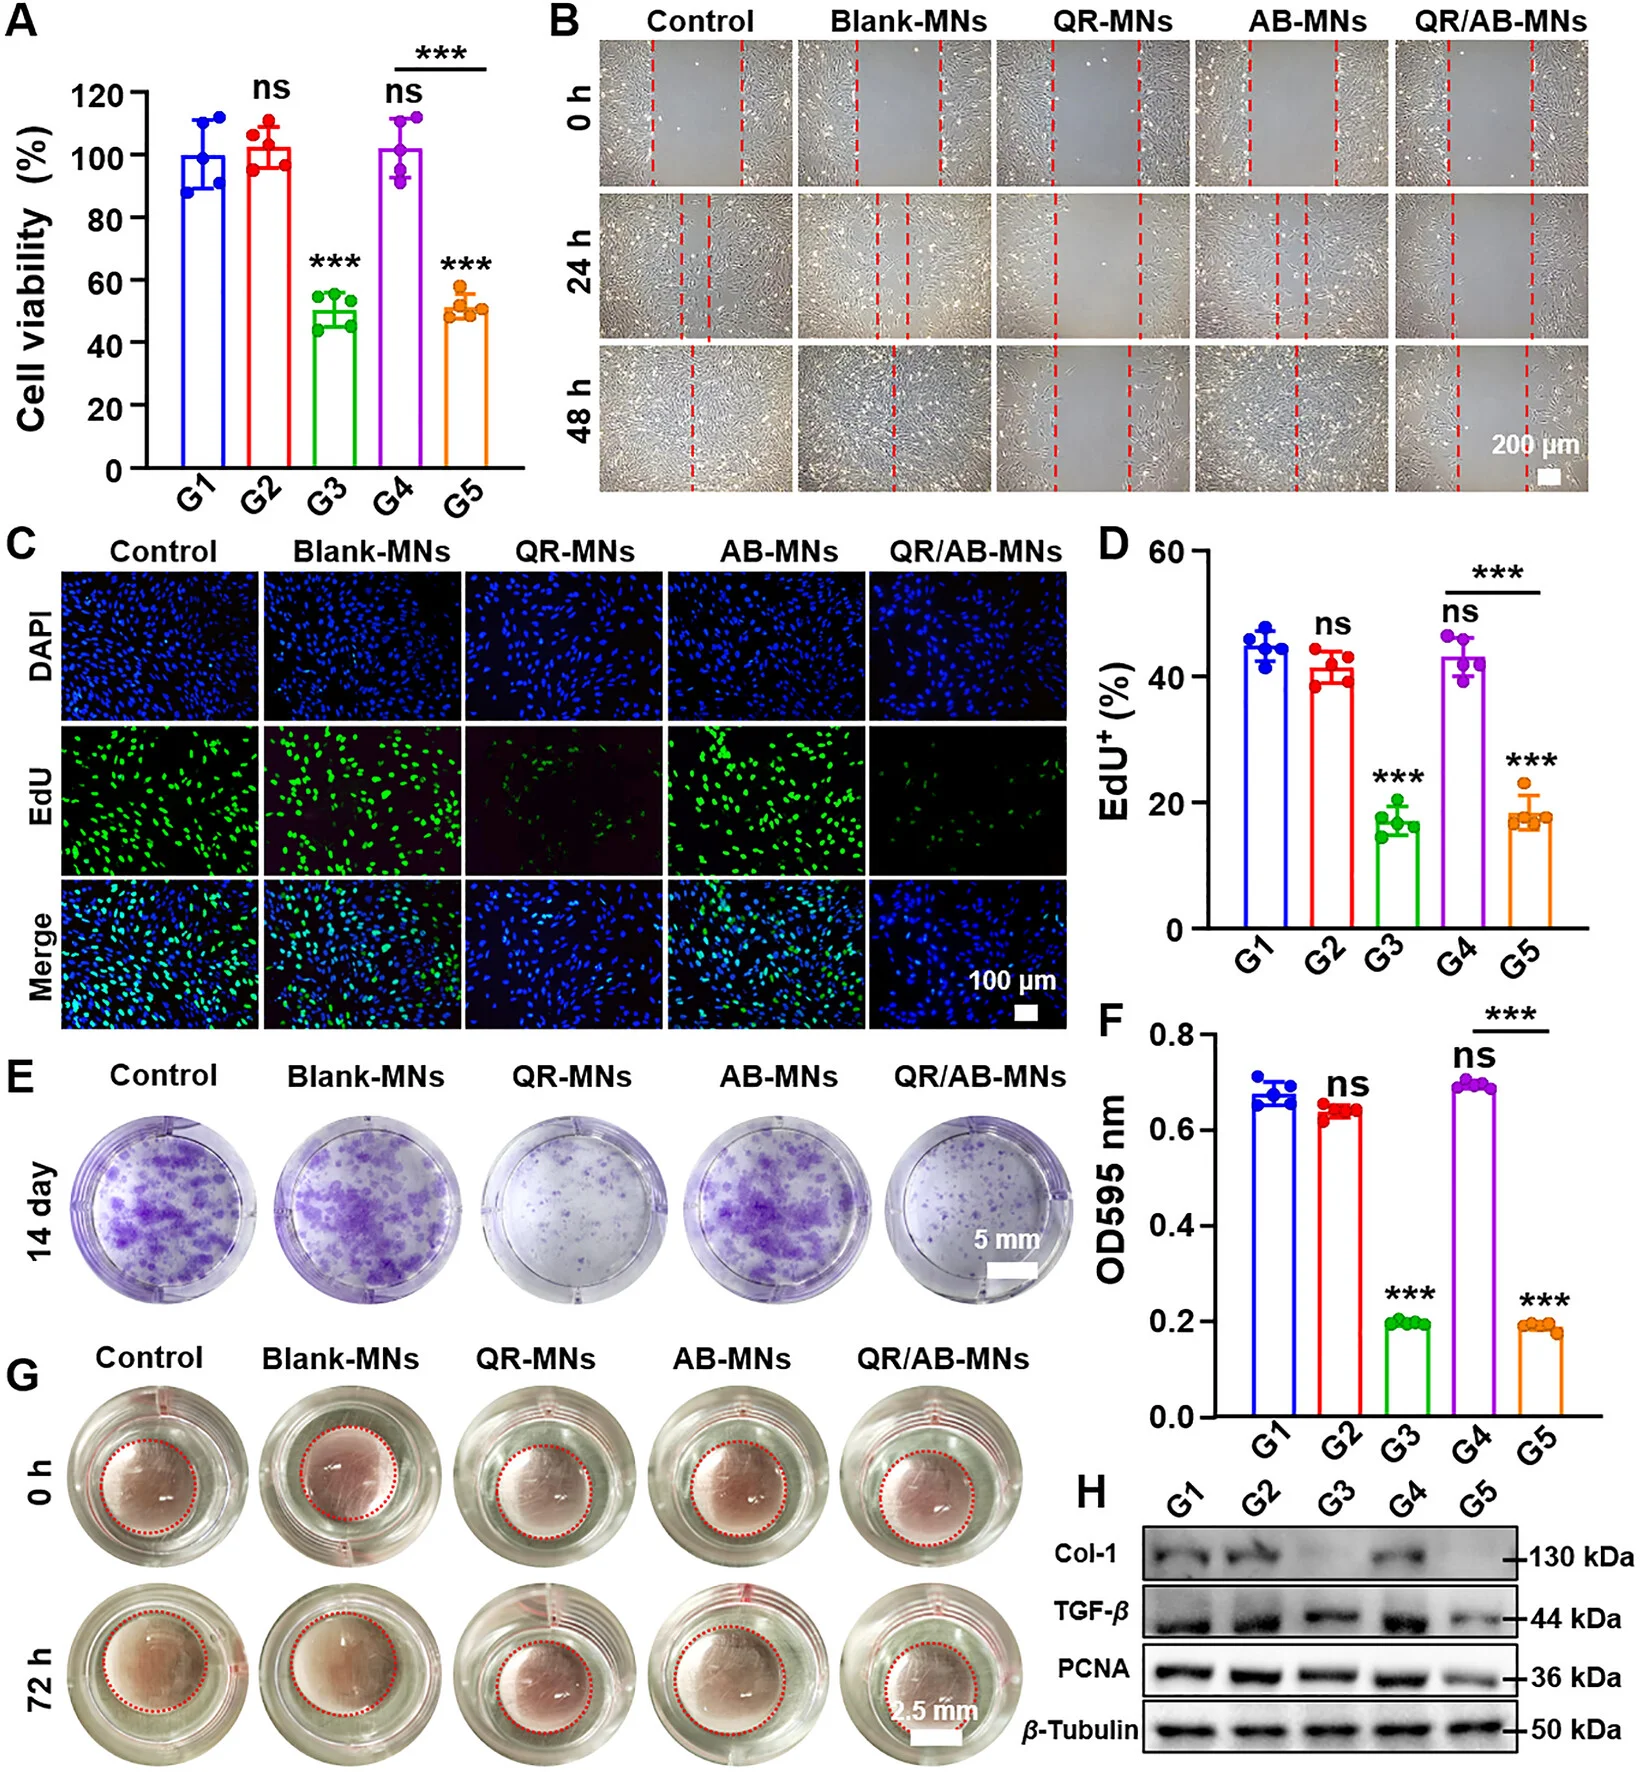 A
Cell viability (%)
120
100
80
60
40
20
0
ns
***
ns
***
***
G1 G2 G3 G4 G5
B
Control Blank-MNs QR-MNs AB-MNs QR/AB-MNs
0 h
24 h
48 h
200 μm
C
Control Blank-MNs QR-MNs AB-MNs QR/AB-MNs
DAPI
EdU
Merge
100 μm
D
EdU⁺ (%)
60
40
20
0
ns
***
ns
***
***
G1 G2 G3 G4 G5
E
Control Blank-MNs QR-MNs AB-MNs QR/AB-MNs
14 day
5 mm
F
OD595 nm
0.8
0.6
0.4
0.2
0.0
ns
***
ns
***
***
G1 G2 G3 G4 G5
G
Control Blank-MNs QR-MNs AB-MNs QR/AB-MNs
0 h
72 h
2.5 mm
H
G1 G2 G3 G4 G5
Col-1 130 kDa
TGF-β 44 kDa
PCNA 36 kDa
β-Tubulin 50 kDa